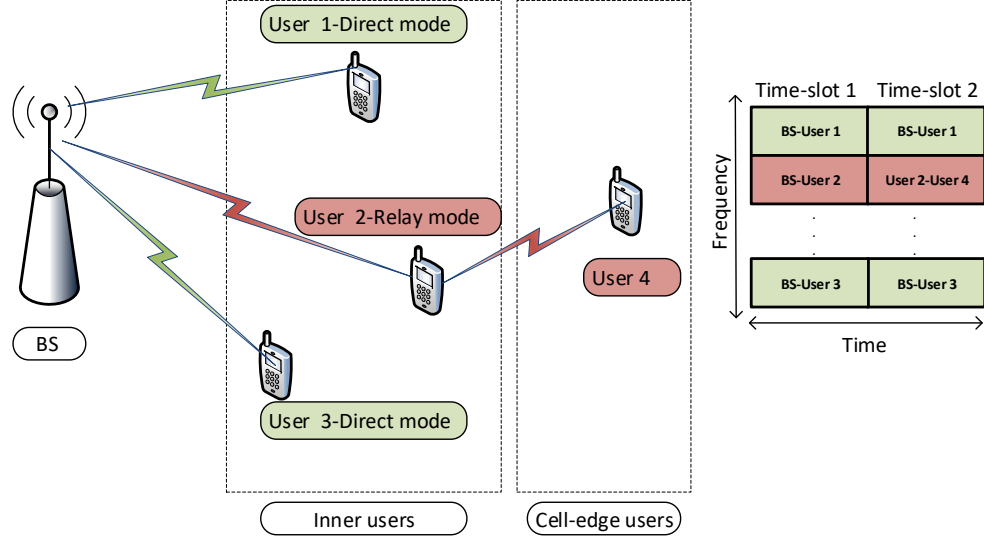 User 1-Direct mode
Time-slot 1 Time-slot 2
BS-User 1 BS-User 1
BS-User 2 User 2-User 4
User 2-Relay mode
Frequency
User 4
BS-User 3 BS-User 3
BS
Time
User 3-Direct mode
Inner users
Cell-edge users